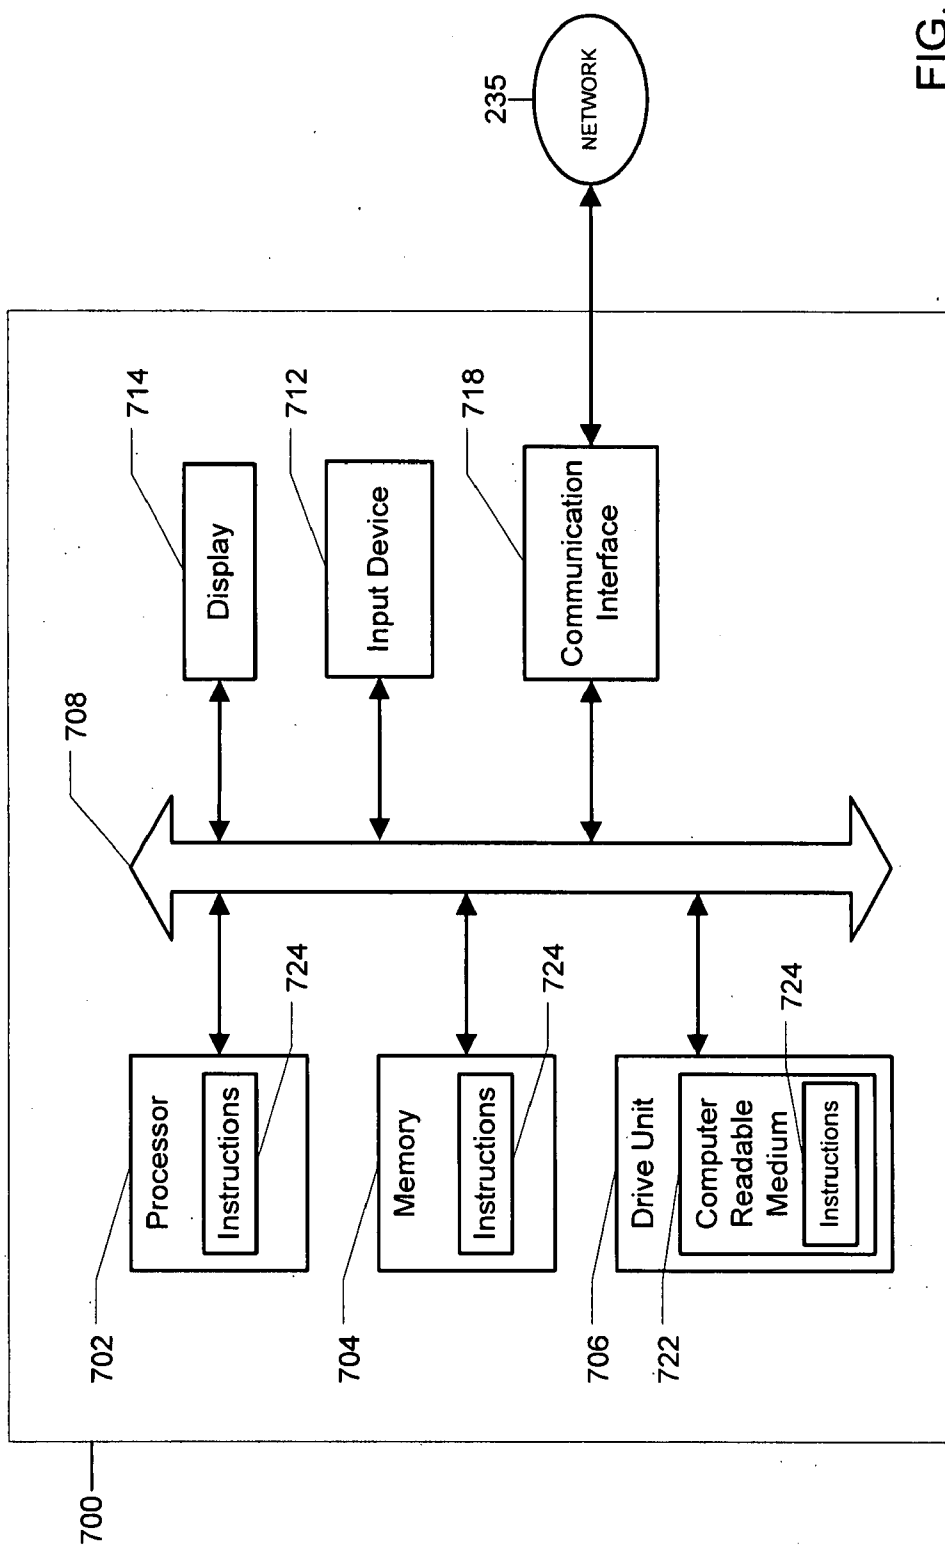 700
702
Processor
Instructions
724
704
Memory
Instructions
724
706
722
Drive Unit
Computer
Readable
Medium
Instructions
724
708
714
Display
712
Input Device
718
Communication
Interface
235
NETWORK
FIG.